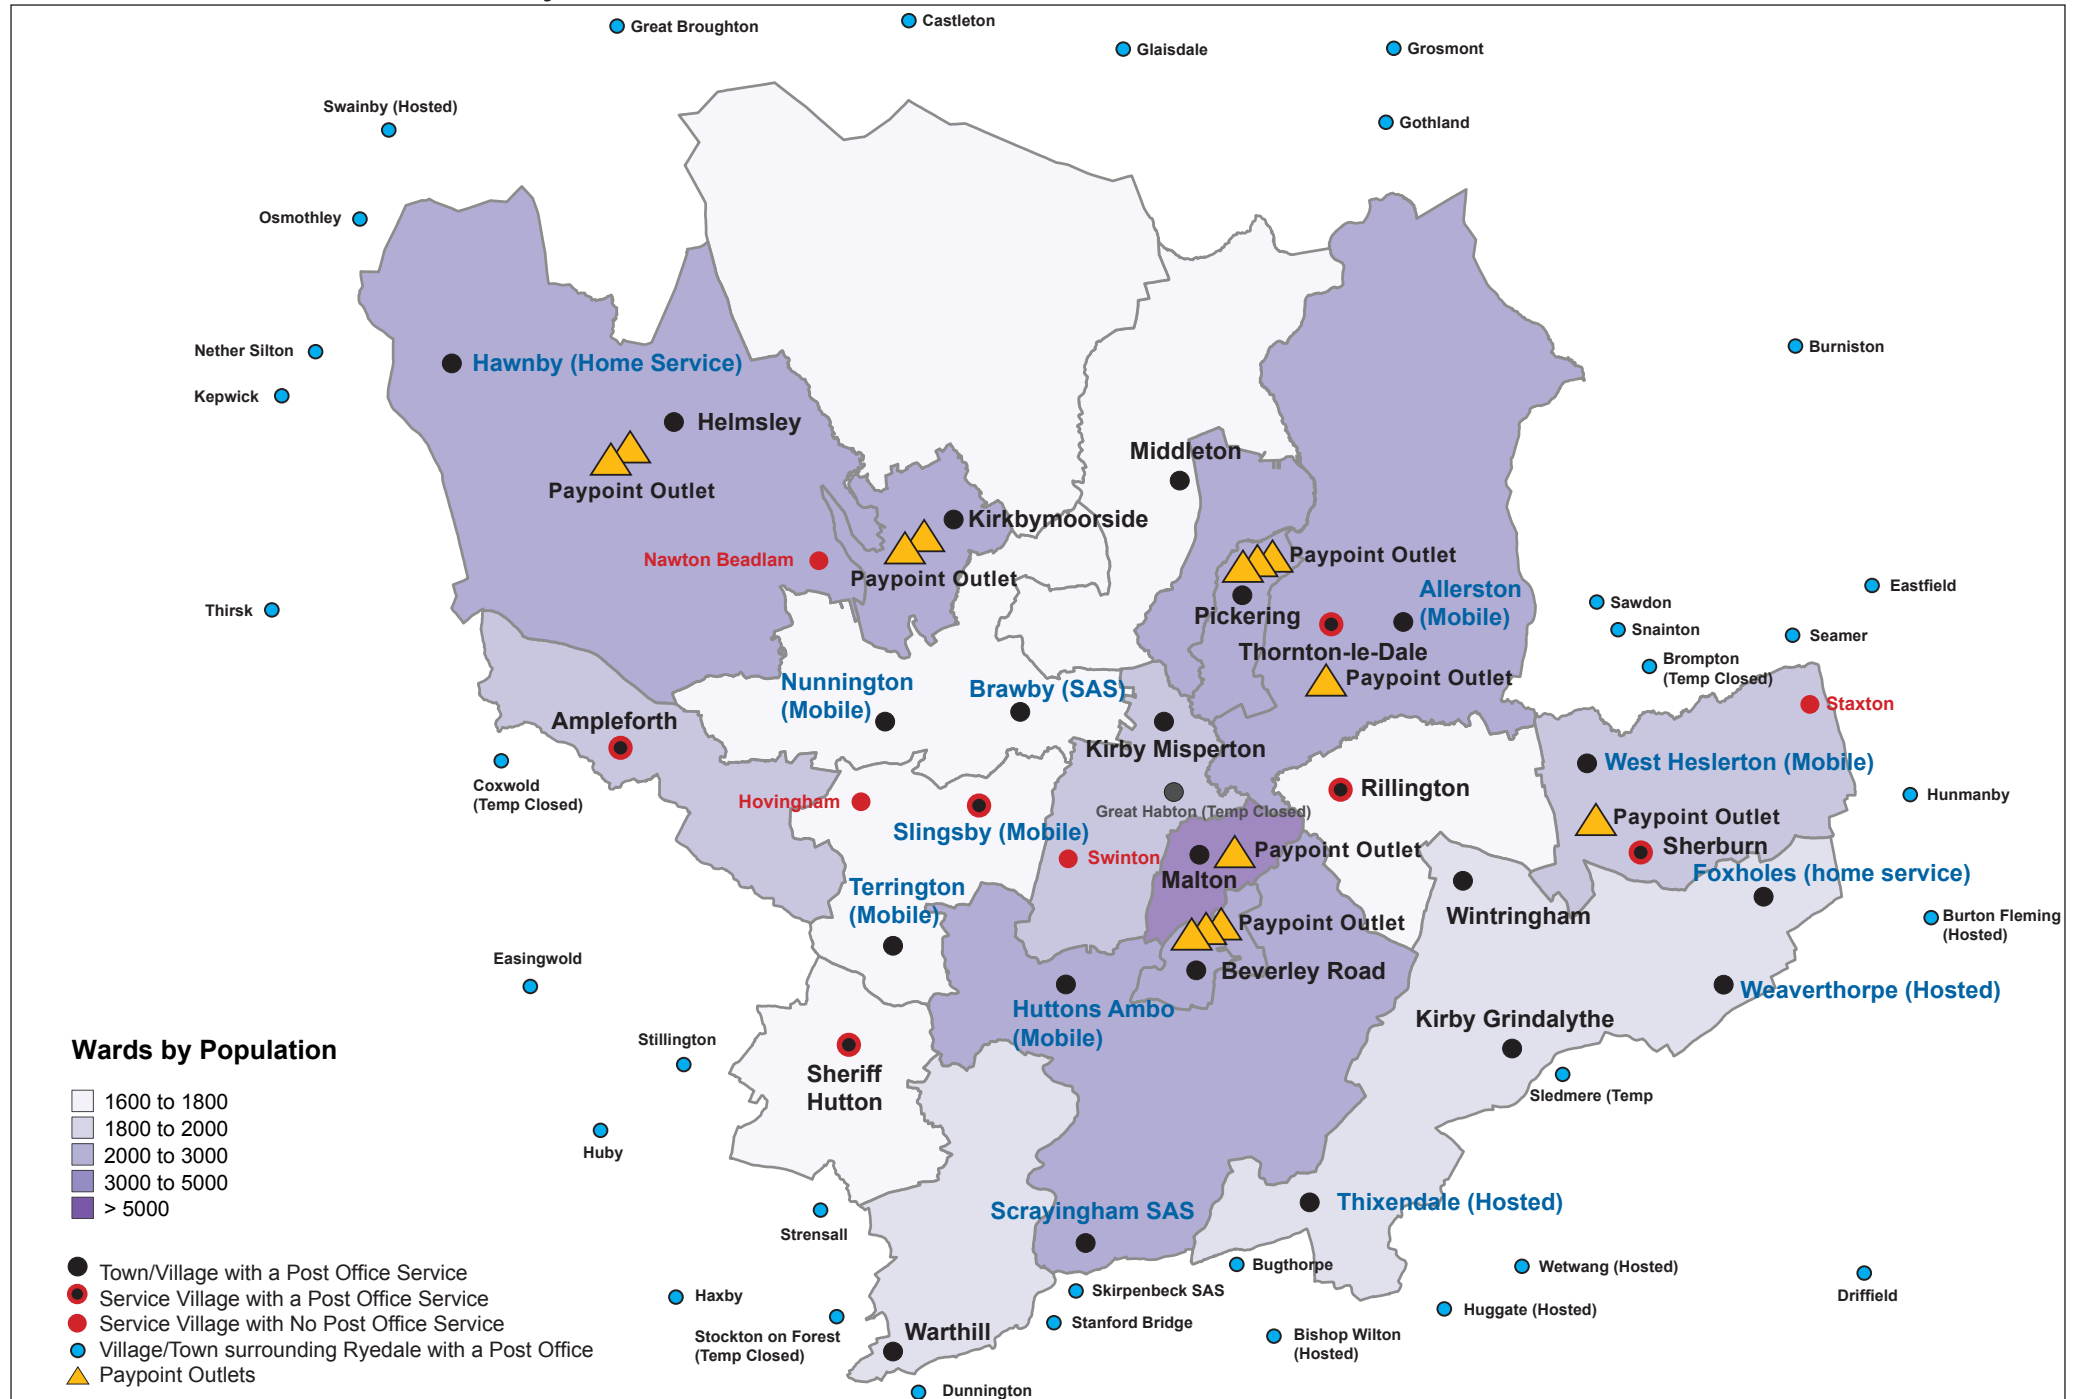 Great Broughton
Castleton
Glaisdale
Grosmont
Swainby (Hosted)
Gothland
Osmothley
Nether Silton
Burniston
Hawnby (Home Service)
Kepwick
Helmsley
Middleton
Paypoint Outlet
Kirkbymoorside
Nawton Beadlam
Paypoint Outlet
Paypoint Outlet
Allerston
(Mobile)
Eastfield
Thirsk
Pickering
Sawdon
Snainton
Seamer
Thornton-le-Dale
Brompton
(Temp Closed)
Paypoint Outlet
Nunnington
(Mobile)
Brawby (SAS)
Staxton
Ampleforth
Kirby Misperton
West Heslerton (Mobile)
Coxwold
(Temp Closed)
Hovingham
Rillington
Hunmanby
Great Habton (Temp Closed)
Slingsby (Mobile)
Paypoint Outlet
Swinton
Paypoint Outlet
Sherburn
Malton
Foxholes (home service)
Terrington
(Mobile)
Wintringham
Paypoint Outlet
Burton Fleming
(Hosted)
Easingwold
Beverley Road
Weaverthorpe (Hosted)
Huttons Ambo
(Mobile)
Kirby Grindalythe
Stillington
Sheriff
Hutton
Sledmere (Temp
Huby
Strensall
Scrayingham SAS
Thixendale (Hosted)
Bugthorpe
Wetwang (Hosted)
Driffield
Haxby
Skirpenbeck SAS
Huggate (Hosted)
Stanford Bridge
Stockton on Forest
(Temp Closed)
Warthill
Bishop Wilton
(Hosted)
Dunnington
Wards by Population
1600 to 1800
1800 to 2000
2000 to 3000
3000 to 5000
> 5000
Town/Village with a Post Office Service
Service Village with a Post Office Service
Service Village with No Post Office Service
Village/Town surrounding Ryedale with a Post Office
Paypoint Outlets